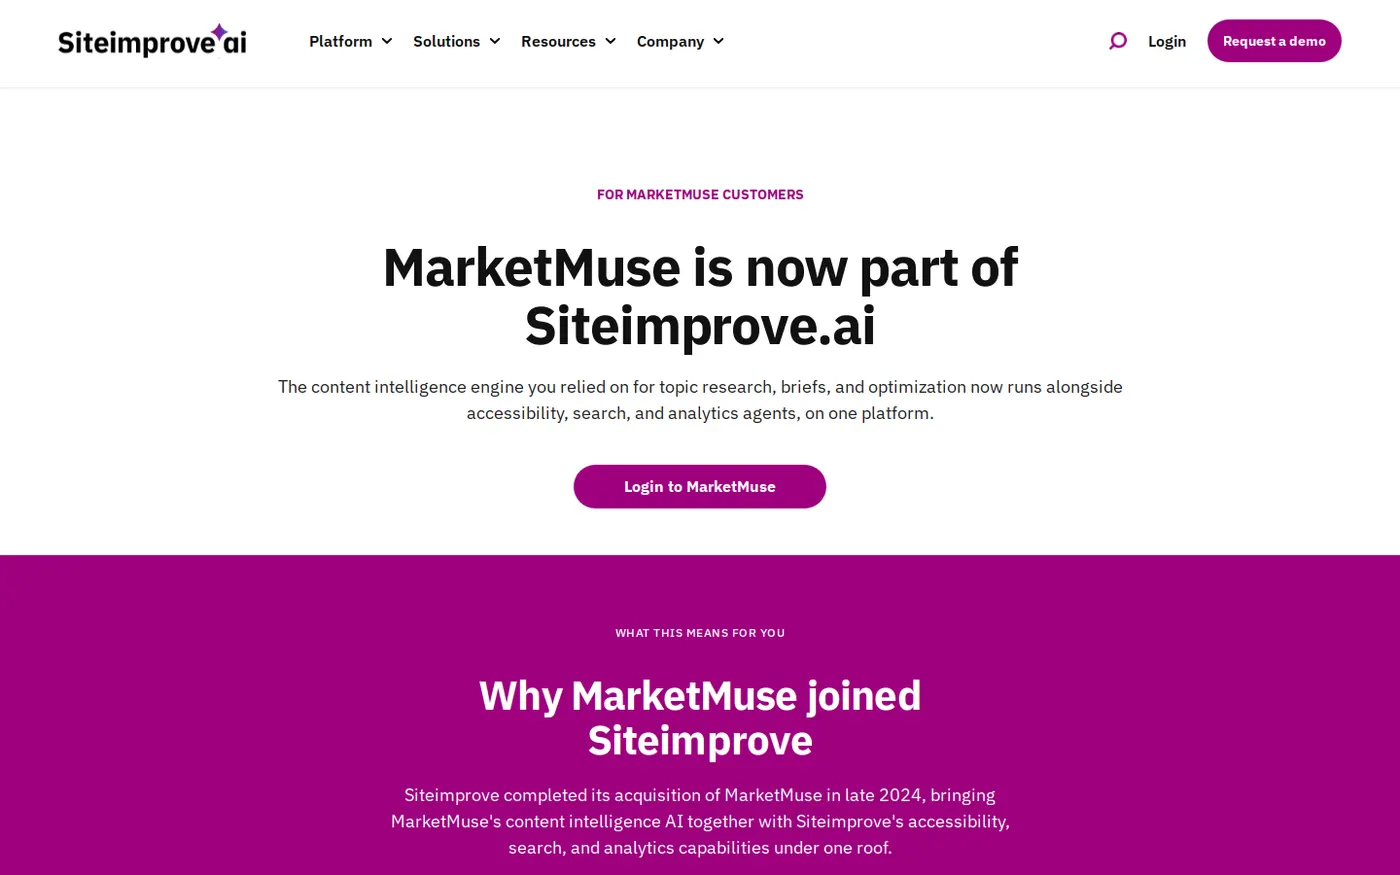 Siteimprove ai
Platform
Solutions
Resources
Company
Login
Request a demo
FOR MARKETMUSE CUSTOMERS
MarketMuse is now part of
Siteimprove.ai
The content intelligence engine you relied on for topic research, briefs, and optimization now runs alongside
accessibility, search, and analytics agents, on one platform.
Login to MarketMuse
WHAT THIS MEANS FOR YOU
Why MarketMuse joined
Siteimprove
Siteimprove completed its acquisition of MarketMuse in late 2024, bringing
MarketMuse's content intelligence AI together with Siteimprove's accessibility,
search, and analytics capabilities under one roof.